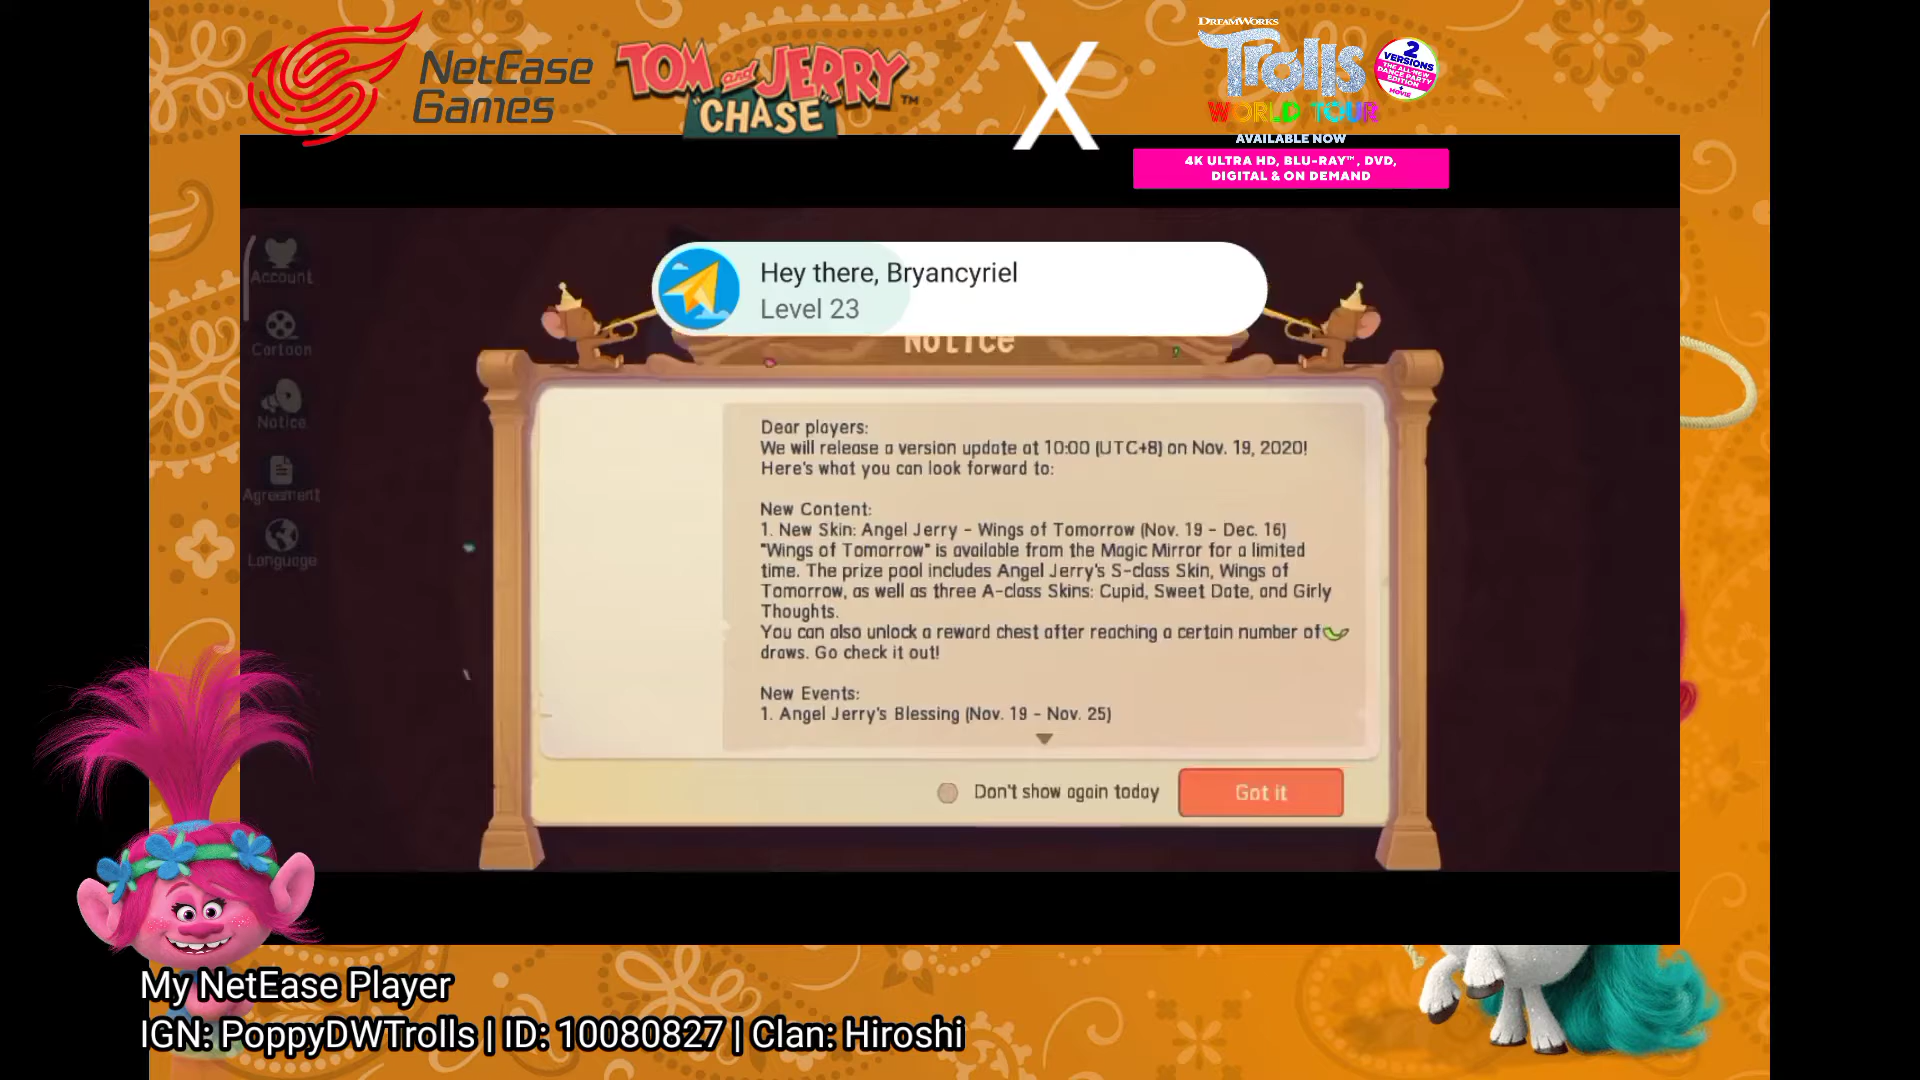 NetEase
Games
TOM and JERRY
"CHASE"™
X
DREAMWORKS
Trolls
WORLD TOUR
2
VERSIONS
THE ALL-NEW
DANCE PARTY
EDITION
+
MOVIE
AVAILABLE NOW
4K ULTRA HD, BLU-RAY™, DVD,
DIGITAL & ON DEMAND
Hey there, Bryancyriel
Level 23
Account
Cartoon
Notice
Agreement
Language
Notice
Dear players:
We will release a version update at 10:00 (UTC+8) on Nov. 19, 2020!
Here's what you can look forward to:
New Content:
1. New Skin: Angel Jerry - Wings of Tomorrow (Nov. 19 - Dec. 16)
"Wings of Tomorrow" is available from the Magic Mirror for a limited
time. The prize pool includes Angel Jerry's S-class Skin, Wings of
Tomorrow, as well as three A-class Skins: Cupid, Sweet Date, and Girly
Thoughts.
You can also unlock a reward chest after reaching a certain number of
draws. Go check it out!
New Events:
1. Angel Jerry's Blessing (Nov. 19 - Nov. 25)
Don't show again today
Got it
My NetEase Player
IGN: PoppyDWTrolls | ID: 10080827 | Clan: Hiroshi